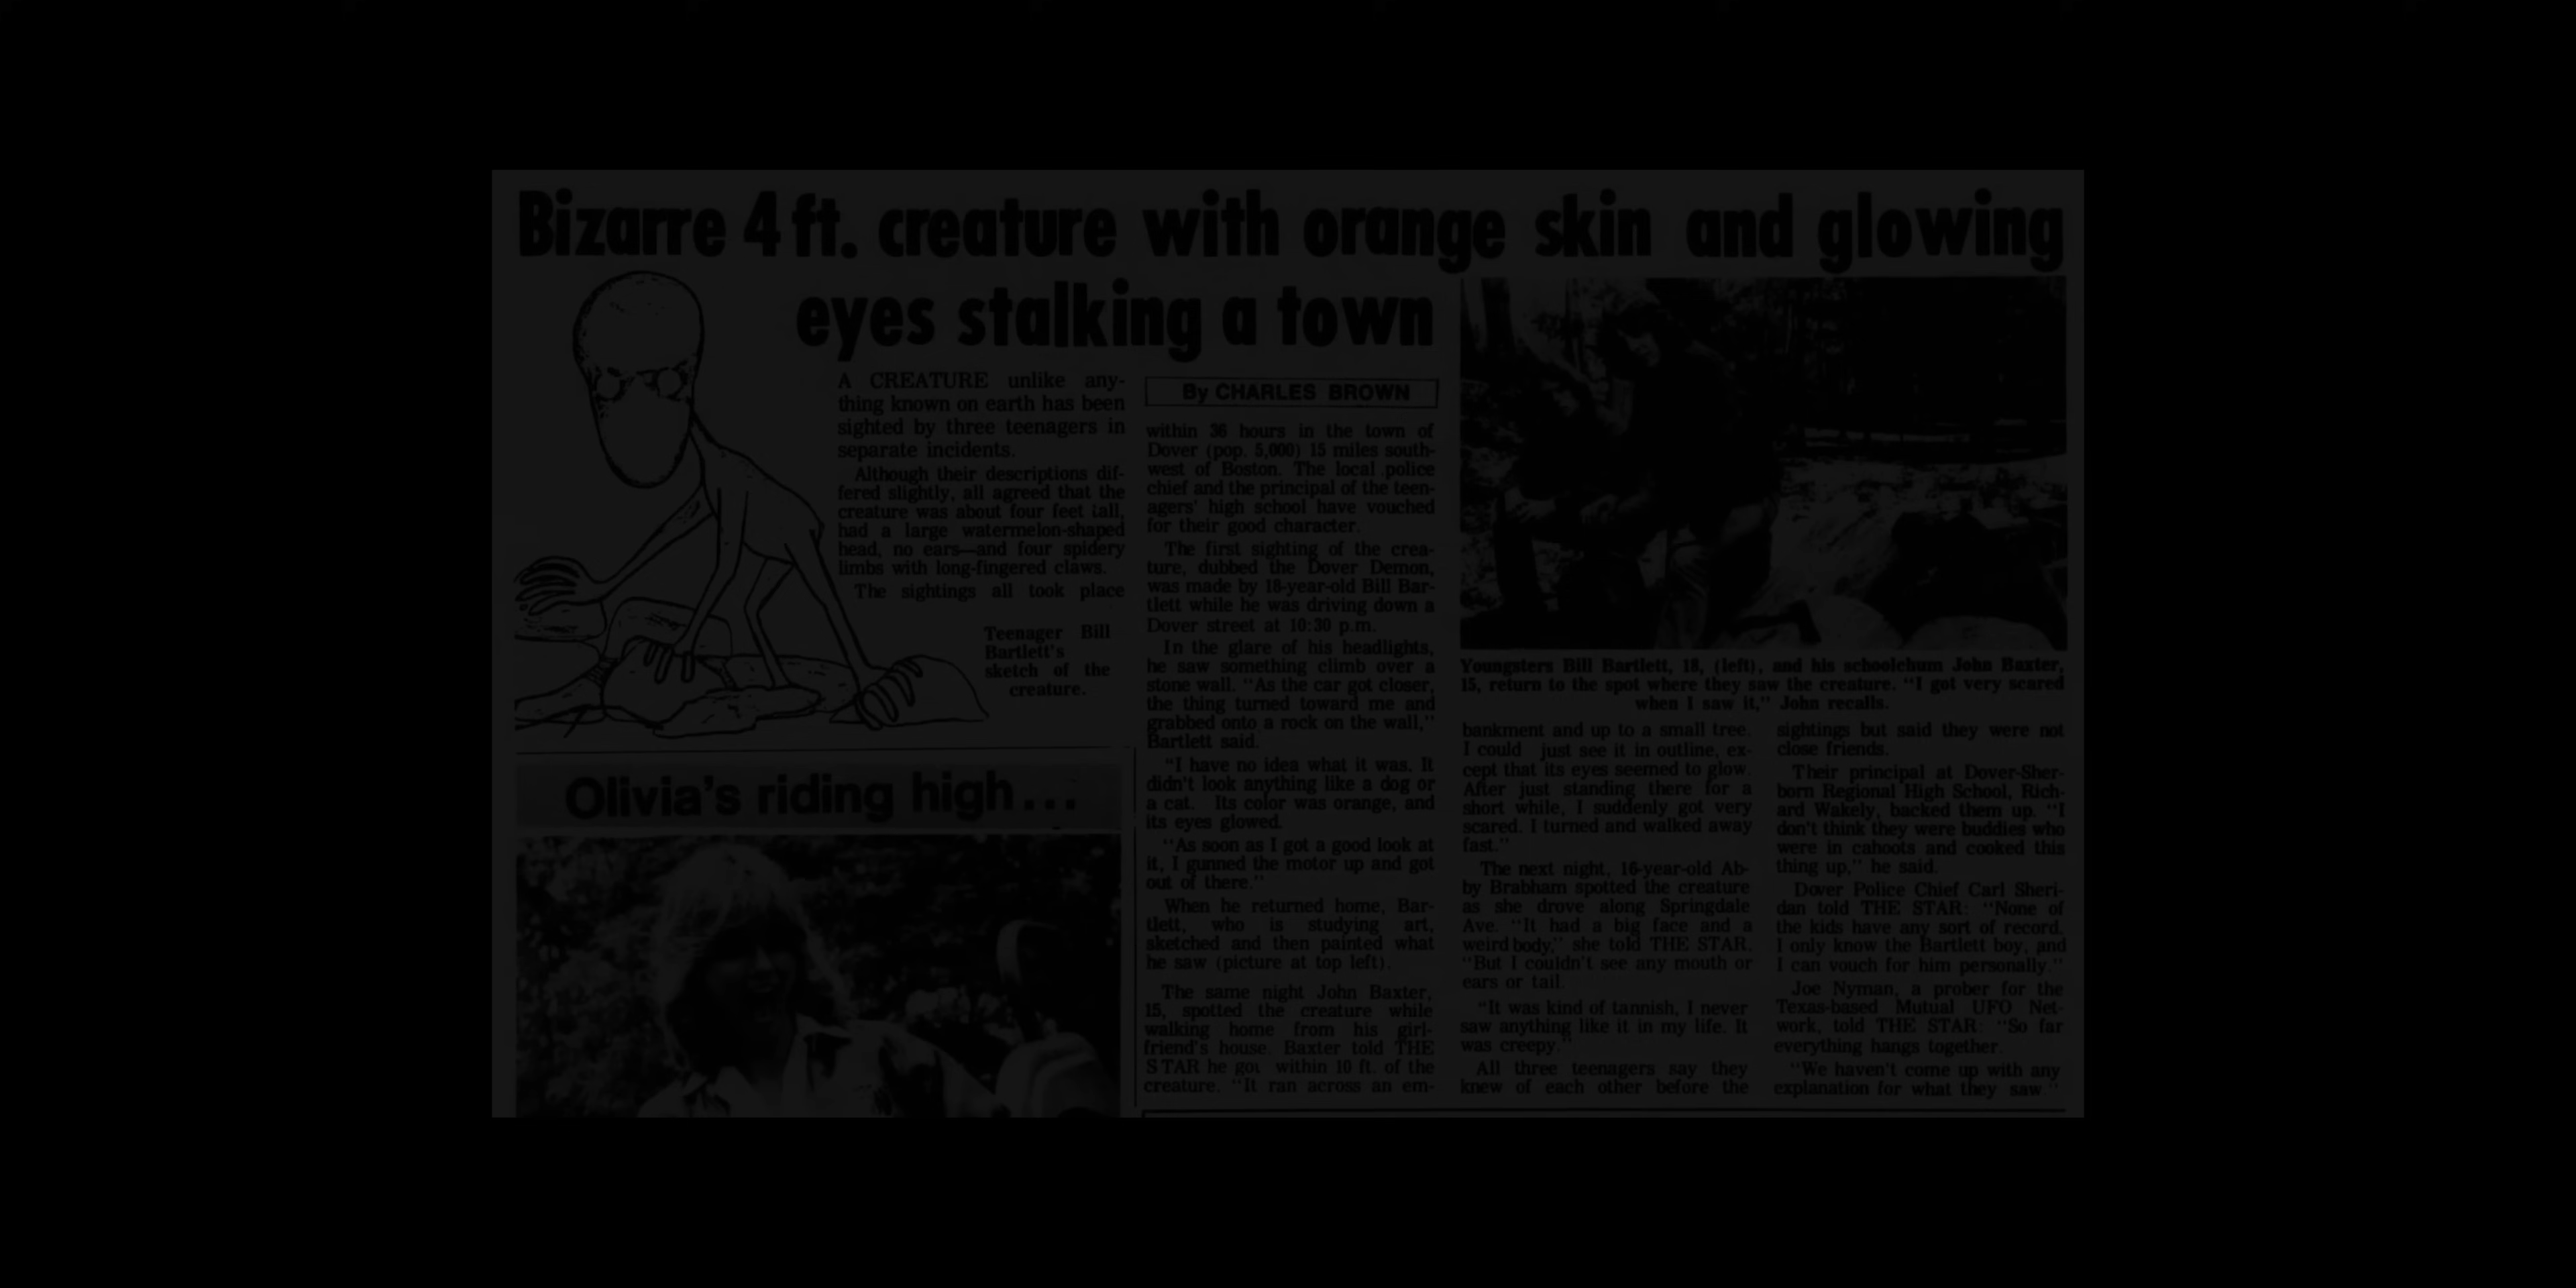 Bizarre 4 ft. creature with orange skin and glowing
eyes stalking a town
A CREATURE unlike any-
thing known on earth has been
sighted by three teenagers in
separate incidents.
Although their descriptions dif-
fered slightly, all agreed that the
creature was about four feet tall,
had a large watermelon-shaped
head, no ears—and four spidery
limbs with long-fingered claws.
The sightings all took place
Teenager Bill
Bartlett's
sketch of the
creature.
By CHARLES BROWN
within 36 hours in the town of
Dover (pop. 5,000) 15 miles south-
west of Boston. The local police
chief and the principal of the teen-
agers' high school have vouched
for their good character.
The first sighting of the crea-
ture, dubbed the Dover Demon,
was made by 18-year-old Bill Bar-
tlett while he was driving down a
Dover street at 10:30 p.m.
In the glare of his headlights,
he saw something climb over a
stone wall. "As the car got closer,
the thing turned toward me and
grabbed onto a rock on the wall,"
Bartlett said.
"I have no idea what it was. It
didn't look anything like a dog or
a cat. Its color was orange, and
its eyes glowed.
"As soon as I got a good look at
it, I gunned the motor up and got
out of there."
When he returned home, Bar-
tlett, who is studying art,
sketched and then painted what
he saw (picture at top left).
The same night John Baxter,
15, spotted the creature while
walking home from his girl-
friend's house. Baxter told THE
STAR he got within 10 ft. of the
creature. "It ran across an em-
Youngsters Bill Bartlett, 18, (left), and his schoolchum John Baxter,
15, return to the spot where they saw the creature. "I got very scared
when I saw it," John recalls.
bankment and up to a small tree.
I could just see it in outline, ex-
cept that its eyes seemed to glow.
After just standing there for a
short while, I suddenly got very
scared. I turned and walked away
fast."
The next night, 16-year-old Ab-
by Brabham spotted the creature
as she drove along Springdale
Ave. "It had a big face and a
weird body," she told THE STAR.
"But I couldn't see any mouth or
ears or tail.
"It was kind of tannish, I never
saw anything like it in my life. It
was creepy."
All three teenagers say they
knew of each other before the
sightings but said they were not
close friends.
Their principal at Dover-Sher-
born Regional High School, Rich-
ard Wakely, backed them up. "I
don't think they were buddies who
were in cahoots and cooked this
thing up," he said.
Dover Police Chief Carl Sheri-
dan told THE STAR: "None of
the kids have any sort of record.
I only know the Bartlett boy, and
I can vouch for him personally."
Joe Nyman, a prober for the
Texas-based Mutual UFO Net-
work, told THE STAR: "So far
everything hangs together.
"We haven't come up with any
explanation for what they saw."
Olivia's riding high...